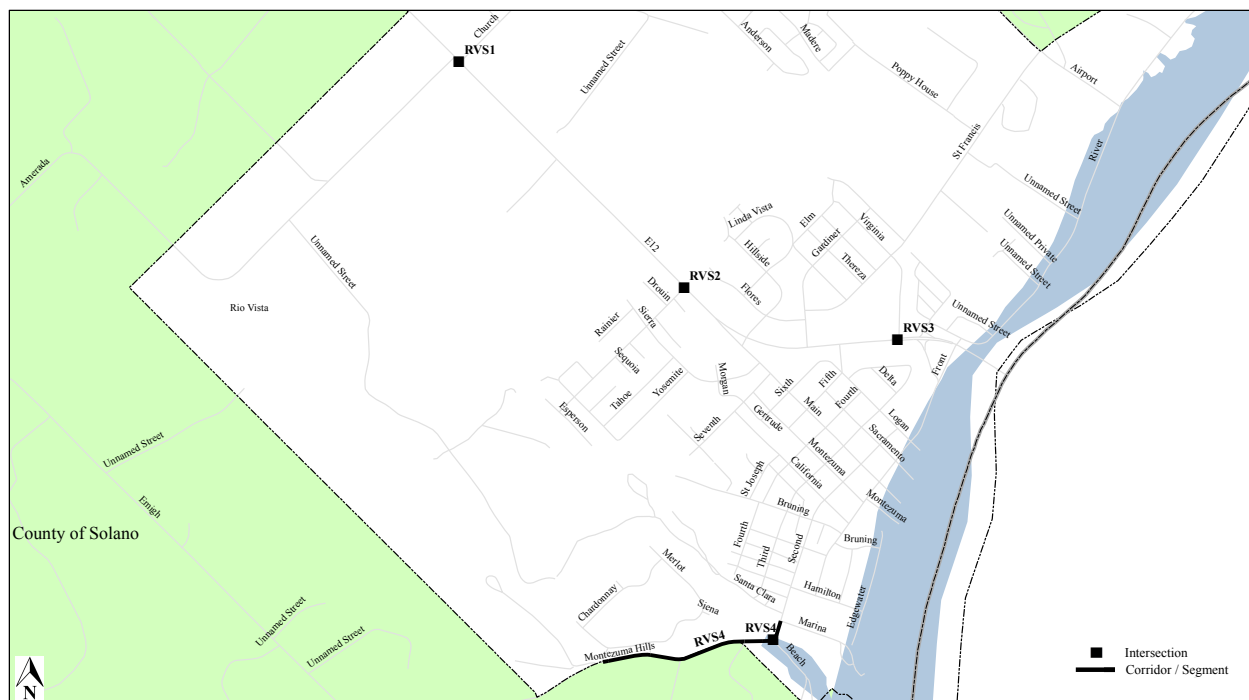 Church
RVS1
Unnamed Street
Anderson
Madere
Poppy House
Airport
St Francis
River
Amerada
Unnamed Street
Unnamed Private
Unnamed Street
Linda Vista
Elm
Virginia
Gardiner
Hillside
Thereza
Unnamed Street
E12
RVS2
Drouin
Flores
Rio Vista
Rainier
Sierra
Unnamed Street
RVS3
Front
Sequoia
Morgan
Sixth
Fifth
Delta
Yosemite
Tahoe
Main
Fourth
Esperson
Gertrude
Logan
Seventh
Sacramento
Montezuma
California
St Joseph
Unnamed Street
Emigh
County of Solano
Bruning
Montezuma
Fourth
Third
Second
Bruning
Merlot
Santa Clara
Hamilton
Edgewater
Chardonnay
Siena
Unnamed Street
Unnamed Street
Montezuma Hills
RVS4
RVS4
Marina
Beach
Intersection
Corridor / Segment
N